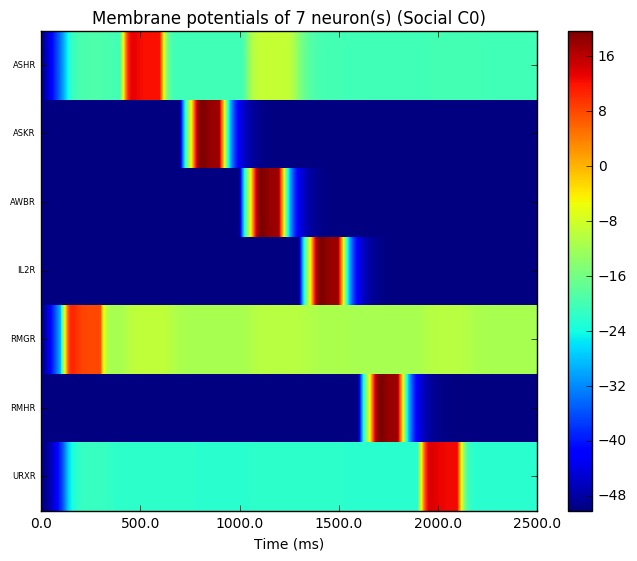 Membrane potentials of 7 neuron(s) (Social C0)
ASHR
ASKR
AWBR
IL2R
RMGR
RMHR
URXR
0.0 500.0 1000.0 1500.0 2000.0 2500.0
Time (ms)
16
8
0
−8
−16
−24
−32
−40
−48